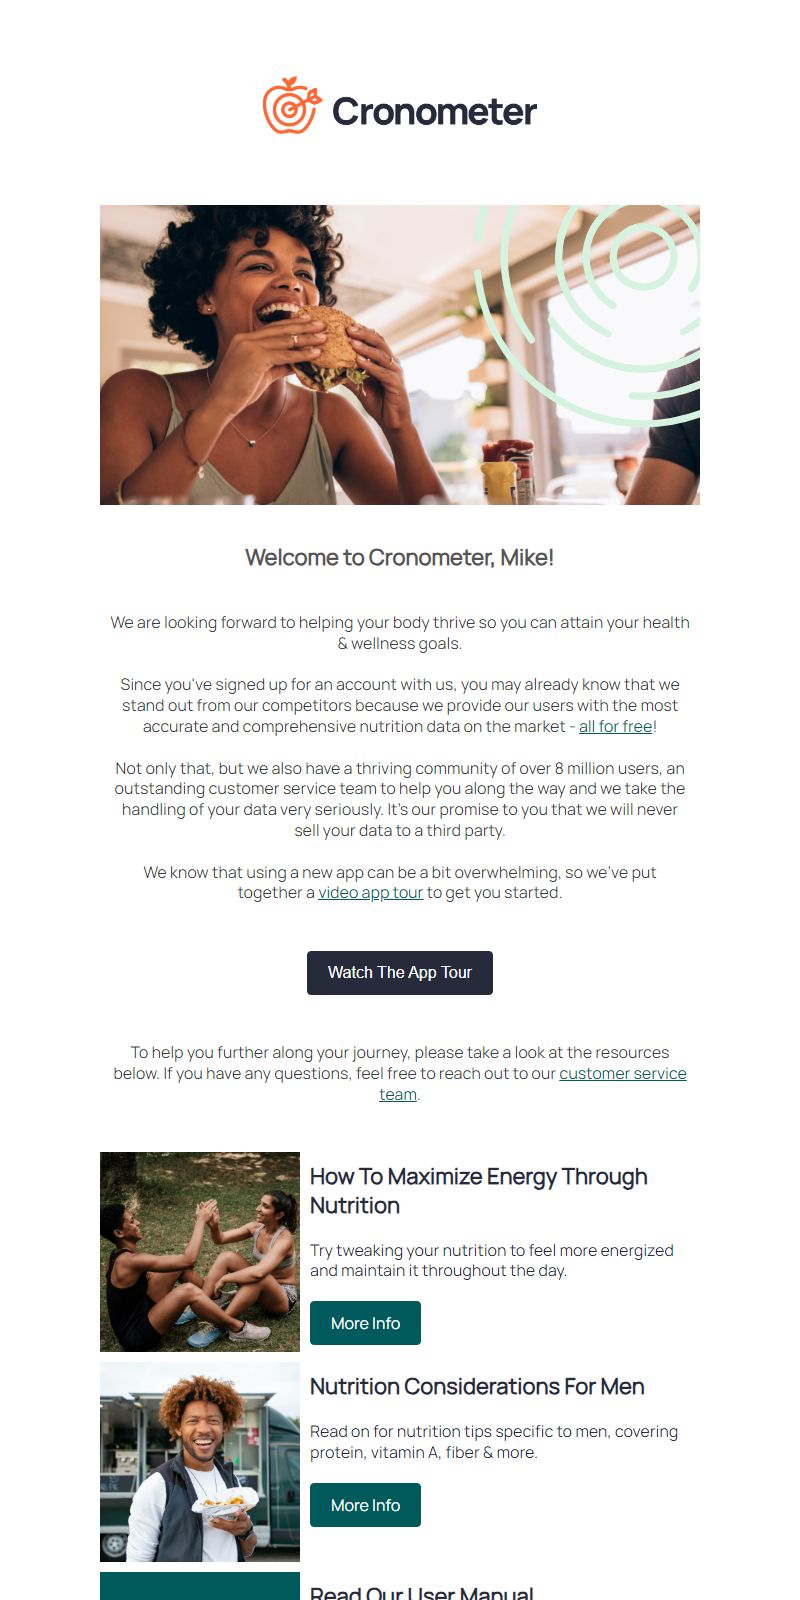 Cronometer
Welcome to Cronometer, Mike!
We are looking forward to helping your body thrive so you can attain your health
& wellness goals.
Since you've signed up for an account with us, you may already know that we
stand out from our competitors because we provide our users with the most
accurate and comprehensive nutrition data on the market - all for free!
Not only that, but we also have a thriving community of over 8 million users, an
outstanding customer service team to help you along the way and we take the
handling of your data very seriously. It's our promise to you that we will never
sell your data to a third party.
We know that using a new app can be a bit overwhelming, so we've put
together a video app tour to get you started.
Watch The App Tour
To help you further along your journey, please take a look at the resources
below. If you have any questions, feel free to reach out to our customer service
team.
How To Maximize Energy Through
Nutrition
Try tweaking your nutrition to feel more energized
and maintain it throughout the day.
More Info
Nutrition Considerations For Men
Read on for nutrition tips specific to men, covering
protein, vitamin A, fiber & more.
More Info
Read Our User Manual